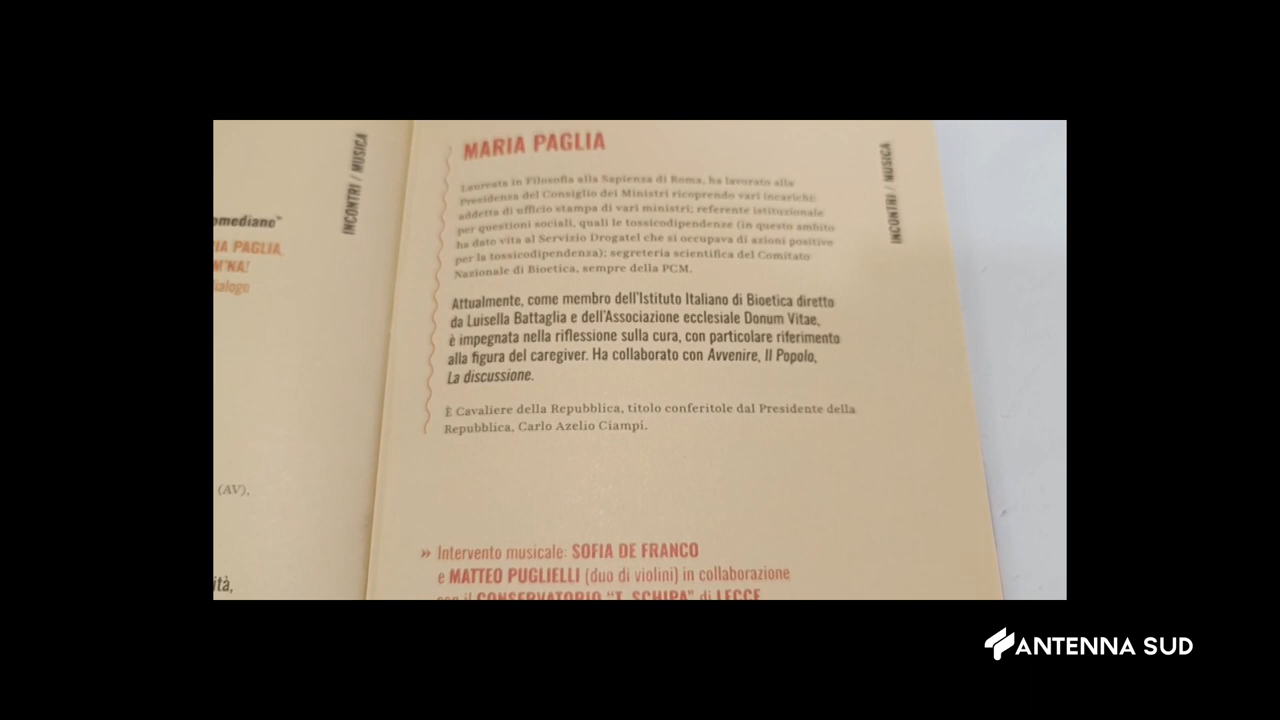 INCONTRI / MUSICA
omediano"
IA PAGLIA,
M'NA!
ialogo
(AV),
ità,
MARIA PAGLIA
Laureata in Filosofia alla Sapienza di Roma, ha lavorato alla
Presidenza del Consiglio dei Ministri ricoprendo vari incarichi:
addetta di ufficio stampa di vari ministri; referente istituzionale
per questioni sociali, quali le tossicodipendenze (in questo ambito
ha dato vita al Servizio Drogatel che si occupava di azioni positive
per la tossicodipendenza); segreteria scientifica del Comitato
Nazionale di Bioetica, sempre della PCM.
Attualmente, come membro dell'Istituto Italiano di Bioetica diretto
da Luisella Battaglia e dell'Associazione ecclesiale Donum Vitae,
è impegnata nella riflessione sulla cura, con particolare riferimento
alla figura del caregiver. Ha collaborato con Avvenire, Il Popolo,
La discussione.
È Cavaliere della Repubblica, titolo conferitole dal Presidente della
Repubblica, Carlo Azelio Ciampi.
» Intervento musicale: SOFIA DE FRANCO
e MATTEO PUGLIELLI (duo di violini) in collaborazione
con il CONSERVATORIO "T. SCHIPA" di LECCE
INCONTRI / MUSICA
ANTENNA SUD